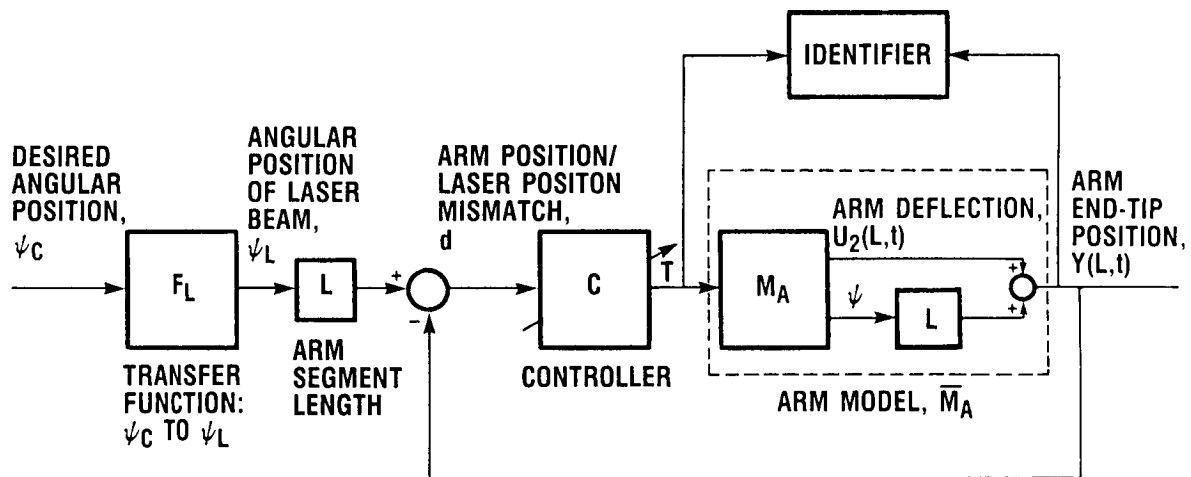 IDENTIFIER
DESIRED
ANGULAR
POSITION,
ψC
ANGULAR
POSITION
OF LASER
BEAM,
ψL
ARM POSITION/
LASER POSITON
MISMATCH,
d
ARM DEFLECTION,
U2(L,t)
ARM
END-TIP
POSITION,
Y(L,t)
FL
L
+
-
C
T
MA
ψ
L
+
+
TRANSFER
FUNCTION:
ψC TO ψL
ARM
SEGMENT
LENGTH
CONTROLLER
ARM MODEL, M̅A